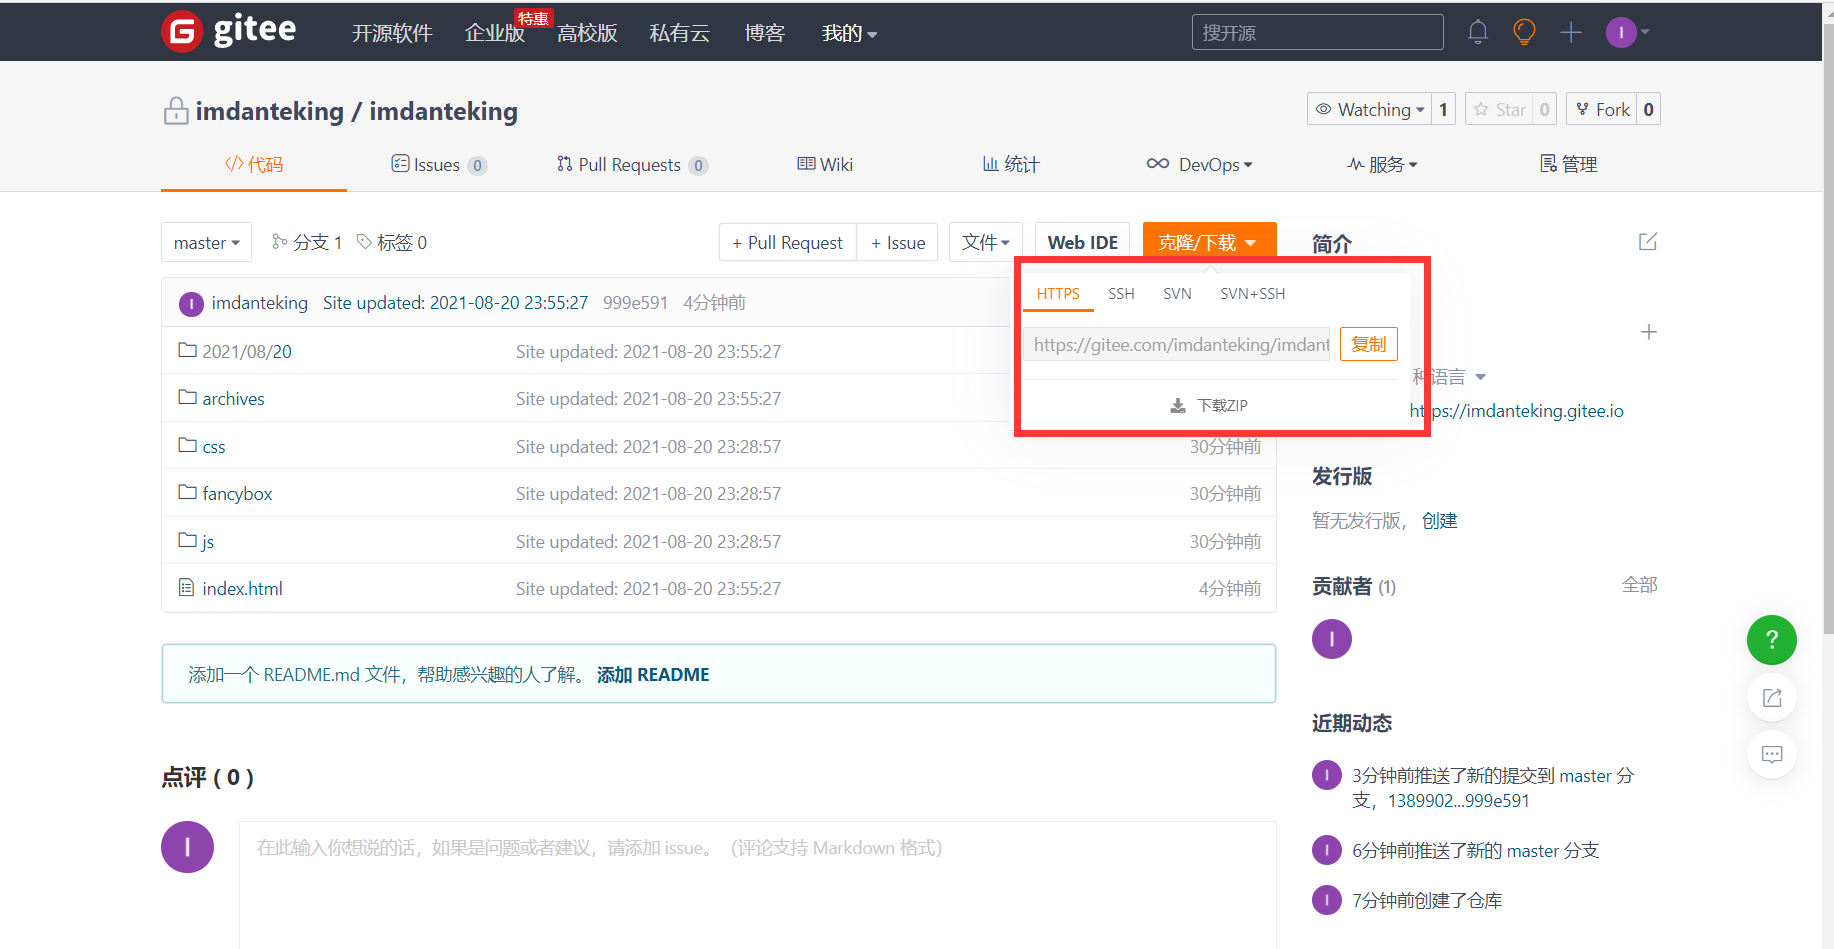 gitee
开源软件 企业版 特惠 高校版 私有云 博客 我的 搜开源 I
imdanteking / imdanteking
Watching 1 Star 0 Fork 0
代码 Issues 0 Pull Requests 0 Wiki 统计 DevOps 服务 管理
master 分支 1 标签 0 + Pull Request + Issue 文件 Web IDE 克隆/下载
简介
I imdanteking Site updated: 2021-08-20 23:55:27 999e591 4分钟前
HTTPS SSH SVN SVN+SSH
https://gitee.com/imdanteking/imdant 复制
下载ZIP
种语言
https://imdanteking.gitee.io
2021/08/20 Site updated: 2021-08-20 23:55:27
archives Site updated: 2021-08-20 23:55:27
css Site updated: 2021-08-20 23:28:57 30分钟前
fancybox Site updated: 2021-08-20 23:28:57 30分钟前
js Site updated: 2021-08-20 23:28:57 30分钟前
index.html Site updated: 2021-08-20 23:55:27 4分钟前
发行版
暂无发行版， 创建
贡献者 (1) 全部
I
添加一个 README.md 文件，帮助感兴趣的人了解。 添加 README
?
近期动态
I 3分钟前推送了新的提交到 master 分
支，1389902...999e591
I 6分钟前推送了新的 master 分支
I 7分钟前创建了仓库
点评 ( 0 )
I 在此输入你想说的话，如果是问题或者建议，请添加 issue。（评论支持 Markdown 格式）